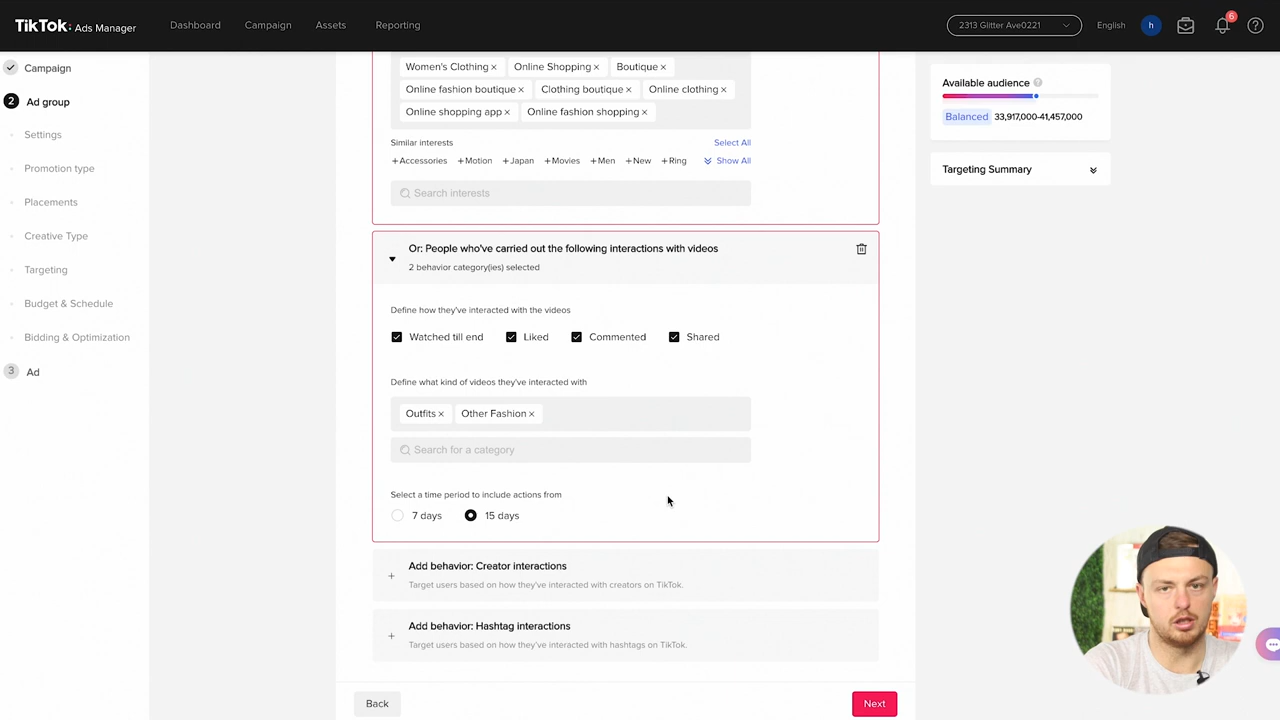 TikTok: Ads Manager
Dashboard
Campaign
Assets
Reporting
2313 Glitter Ave0221
English
h
6
Campaign
2 Ad group
Settings
Promotion type
Placements
Creative Type
Targeting
Budget & Schedule
Bidding & Optimization
3 Ad
Women's Clothing × Online Shopping × Boutique ×
Online fashion boutique × Clothing boutique × Online clothing ×
Online shopping app × Online fashion shopping ×
Similar interests Select All
+Accessories +Motion +Japan +Movies +Men +New +Ring Show All
Search interests
Or: People who've carried out the following interactions with videos
2 behavior category(ies) selected
Define how they've interacted with the videos
Watched till end Liked Commented Shared
Define what kind of videos they've interacted with
Outfits × Other Fashion ×
Search for a category
Select a time period to include actions from
7 days 15 days
+ Add behavior: Creator interactions
Target users based on how they've interacted with creators on TikTok.
+ Add behavior: Hashtag interactions
Target users based on how they've interacted with hashtags on TikTok.
Back
Next
Available audience ?
Balanced 33,917,000-41,457,000
Targeting Summary